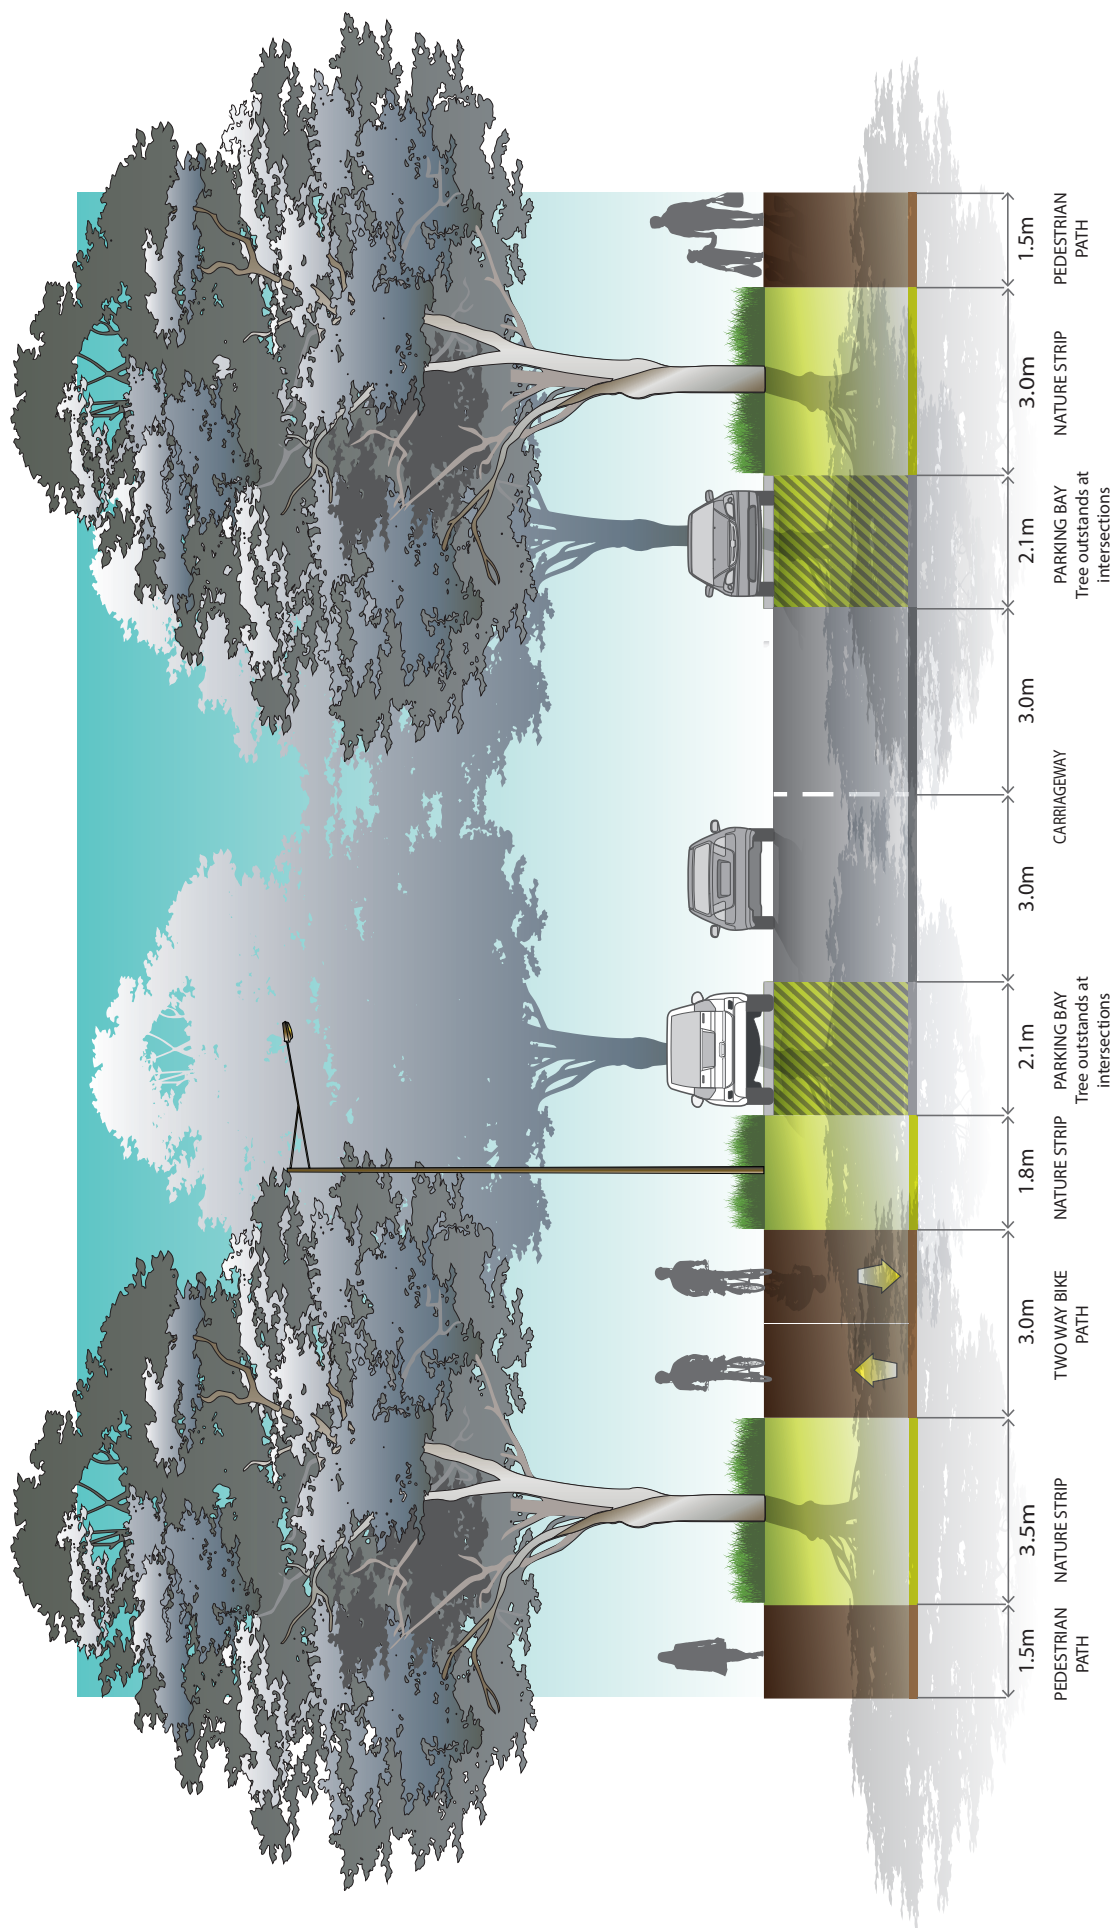 1.5m
PEDESTRIAN
PATH
3.5m
NATURE STRIP
3.0m
TWO WAY BIKE
PATH
1.8m
NATURE STRIP
2.1m
PARKING BAY
Tree outstands at
intersections
3.0m
CARRIAGEWAY
3.0m
2.1m
PARKING BAY
Tree outstands at
intersections
3.0m
NATURE STRIP
1.5m
PEDESTRIAN
PATH